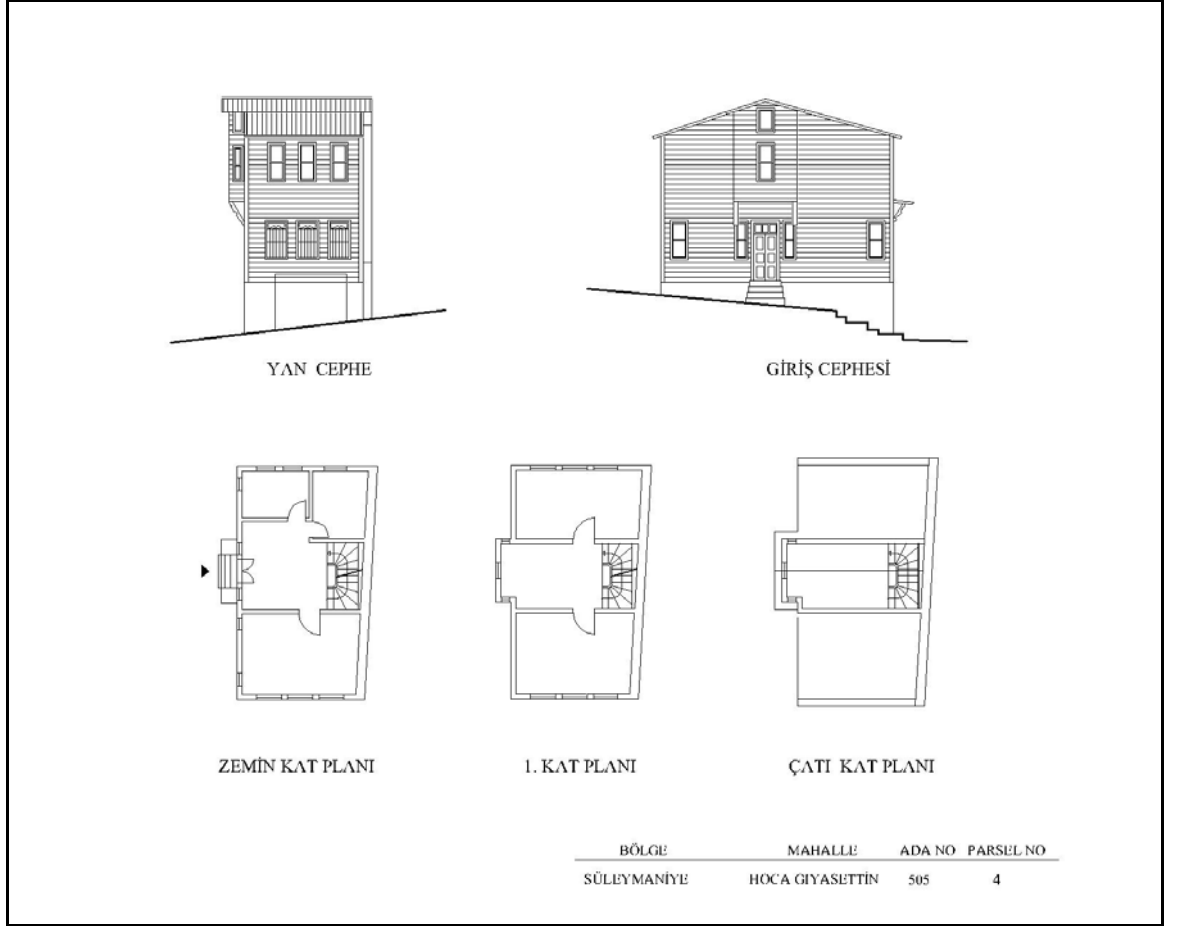 YAN CEPHE
GİRİŞ CEPHESİ
ZEMİN KAT PLANI
1. KAT PLANI
ÇATI KAT PLANI
BÖLGE MAHALLE ADA NO PARSEL NO
SÜLEYMANİYE HOCA GIYASETTİN 505 4